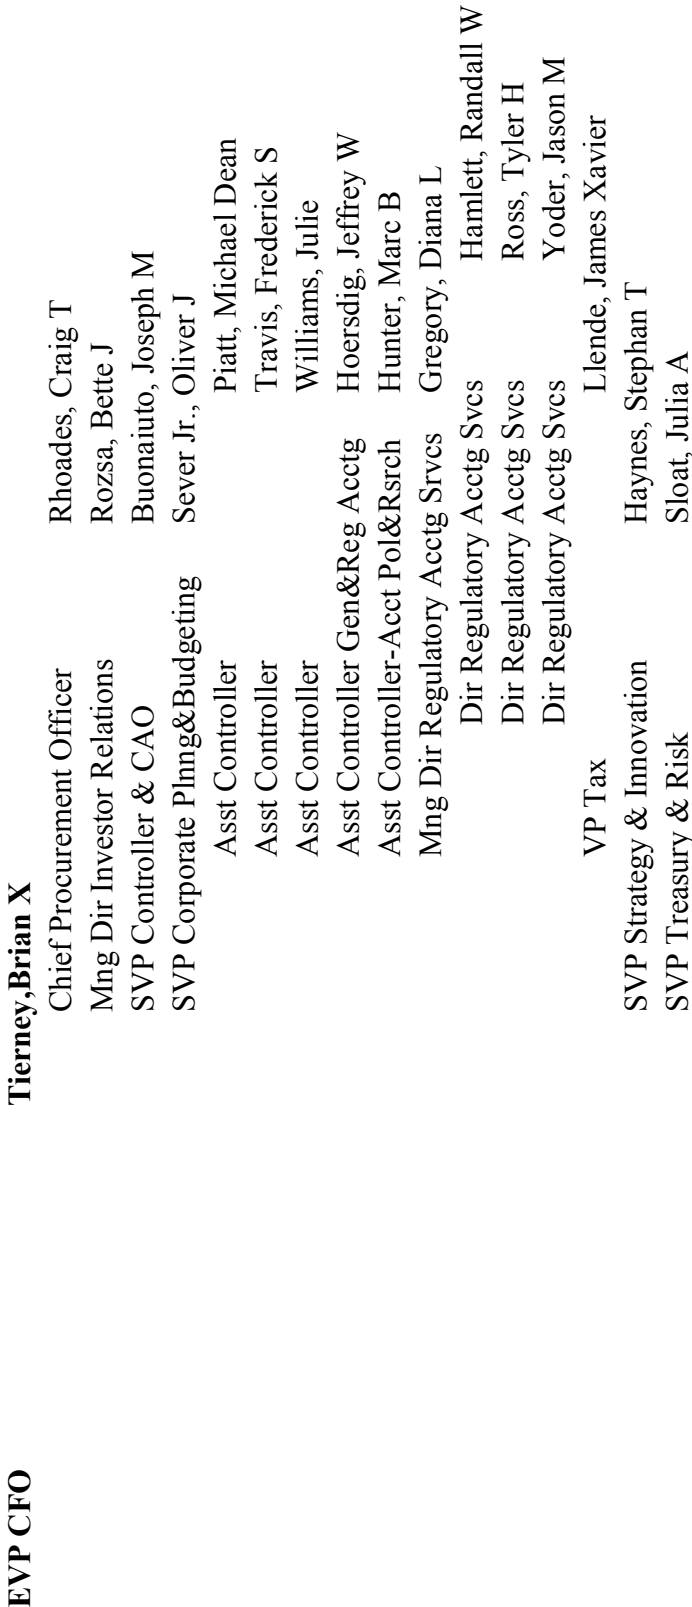 EVP CFO Tierney,Brian X
Chief Procurement Officer Rhoades, Craig T
Mng Dir Investor Relations Rozsa, Bette J
SVP Controller & CAO Buonaiuto, Joseph M
SVP Corporate Plnng&Budgeting Sever Jr., Oliver J
Asst Controller Piatt, Michael Dean
Asst Controller Travis, Frederick S
Asst Controller Williams, Julie
Asst Controller Gen&Reg Acctg Hoersdig, Jeffrey W
Asst Controller-Acct Pol&Rsrch Hunter, Marc B
Mng Dir Regulatory Acctg Srvcs Gregory, Diana L
Dir Regulatory Acctg Svcs Hamlett, Randall W
Dir Regulatory Acctg Svcs Ross, Tyler H
Dir Regulatory Acctg Svcs Yoder, Jason M
VP Tax Llende, James Xavier
SVP Strategy & Innovation Haynes, Stephan T
SVP Treasury & Risk Sloat, Julia A